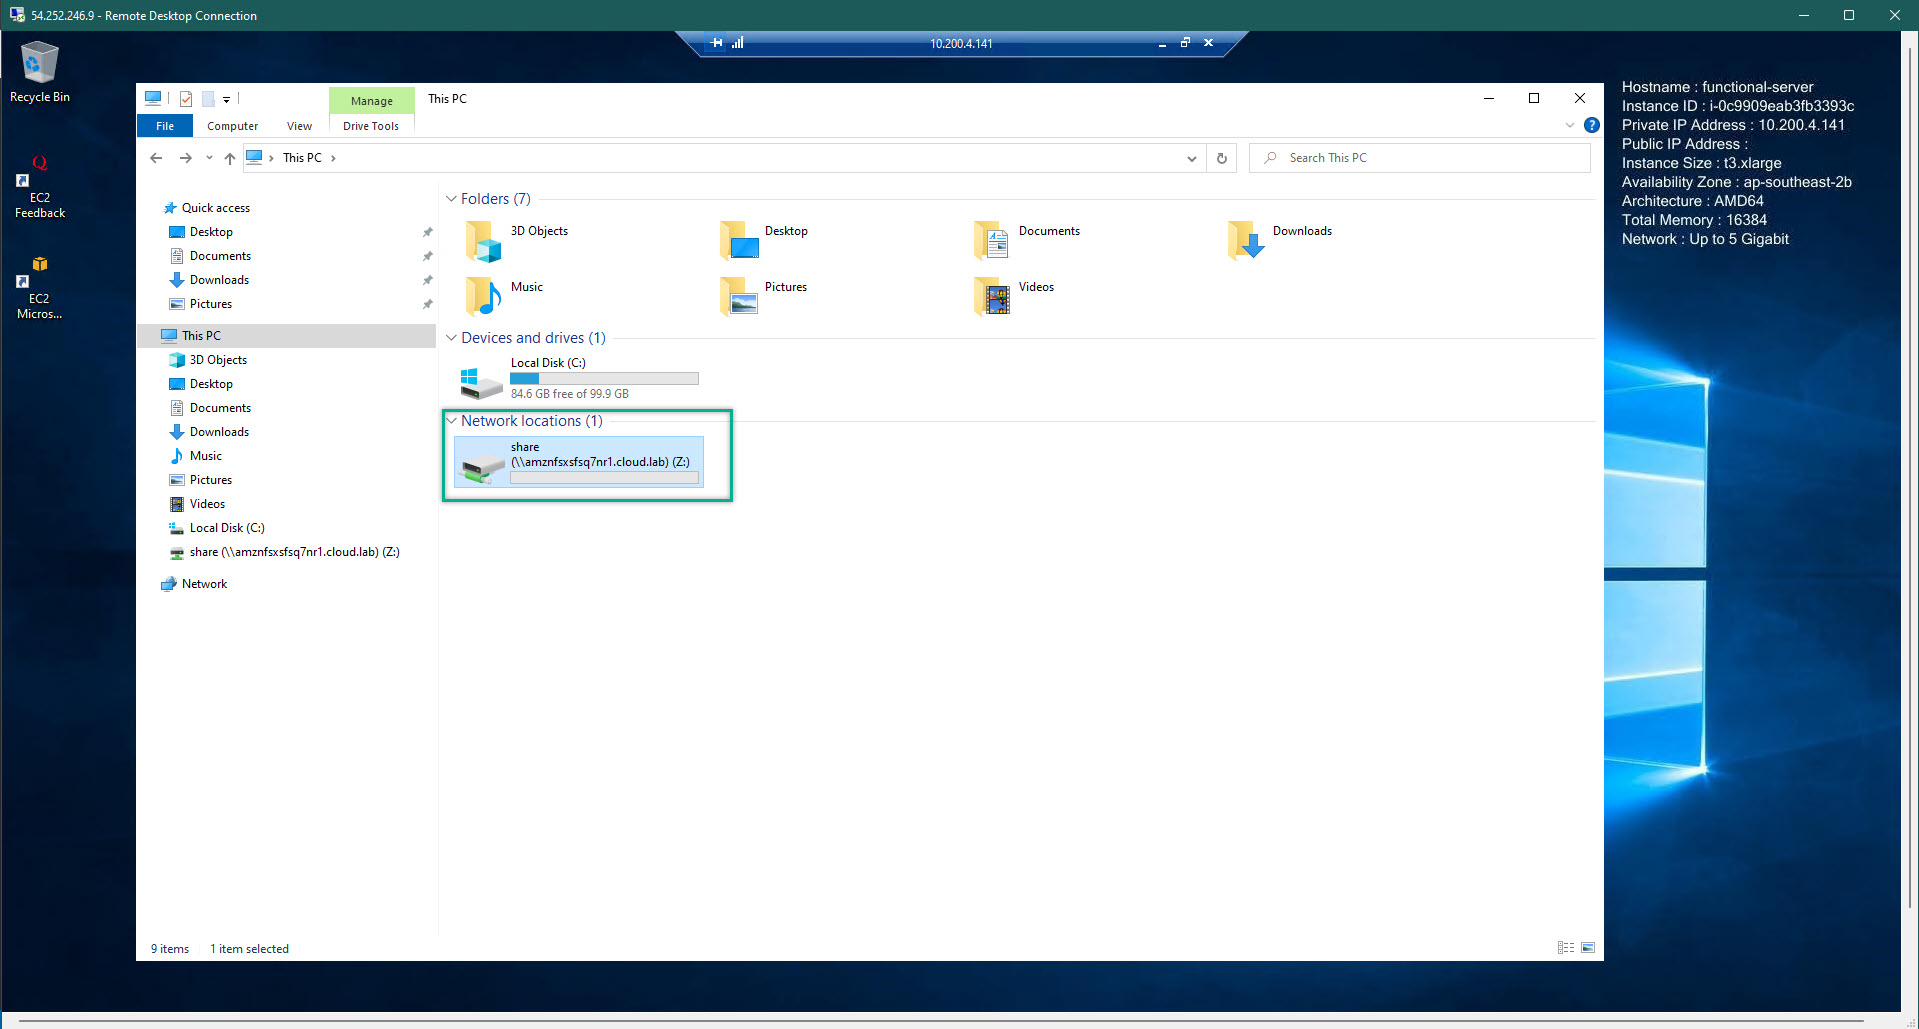 54.252.246.9 - Remote Desktop Connection
10.200.4.141
Recycle Bin
EC2
Feedback
EC2
Micros...
Manage
This PC
File
Computer
View
Drive Tools
This PC
Search This PC
Quick access
Desktop
Documents
Downloads
Pictures
This PC
3D Objects
Desktop
Documents
Downloads
Music
Pictures
Videos
Local Disk (C:)
share (\\amznfsxsfsq7nr1.cloud.lab) (Z:)
Network
Folders (7)
3D Objects
Desktop
Documents
Downloads
Music
Pictures
Videos
Devices and drives (1)
Local Disk (C:)
84.6 GB free of 99.9 GB
Network locations (1)
share
(\\amznfsxsfsq7nr1.cloud.lab) (Z:)
9 items
1 item selected
Hostname : functional-server
Instance ID : i-0c9909eab3fb3393c
Private IP Address : 10.200.4.141
Public IP Address :
Instance Size : t3.xlarge
Availability Zone : ap-southeast-2b
Architecture : AMD64
Total Memory : 16384
Network : Up to 5 Gigabit